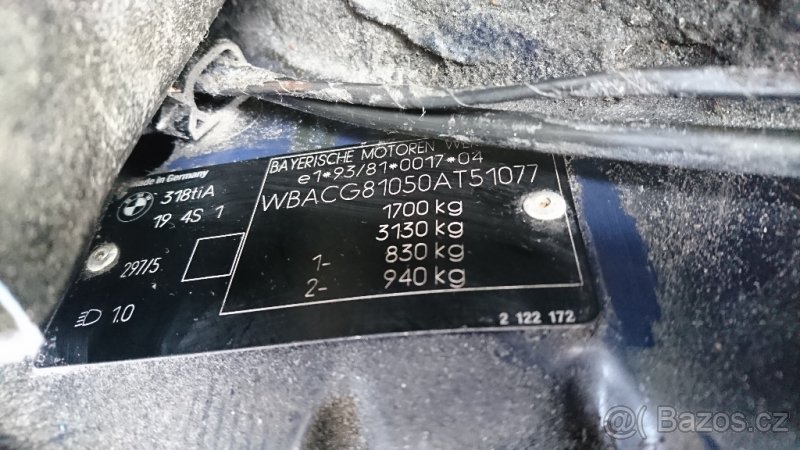 Made in Germany
318tiA
19 4S 1
297/5
1.0
BAYERISCHE MOTOREN
e1*93/81*0017*04
WBACG81050AT51077
1700 kg
3130 kg
1- 830 kg
2- 940 kg
2 122 172
Bazos.cz